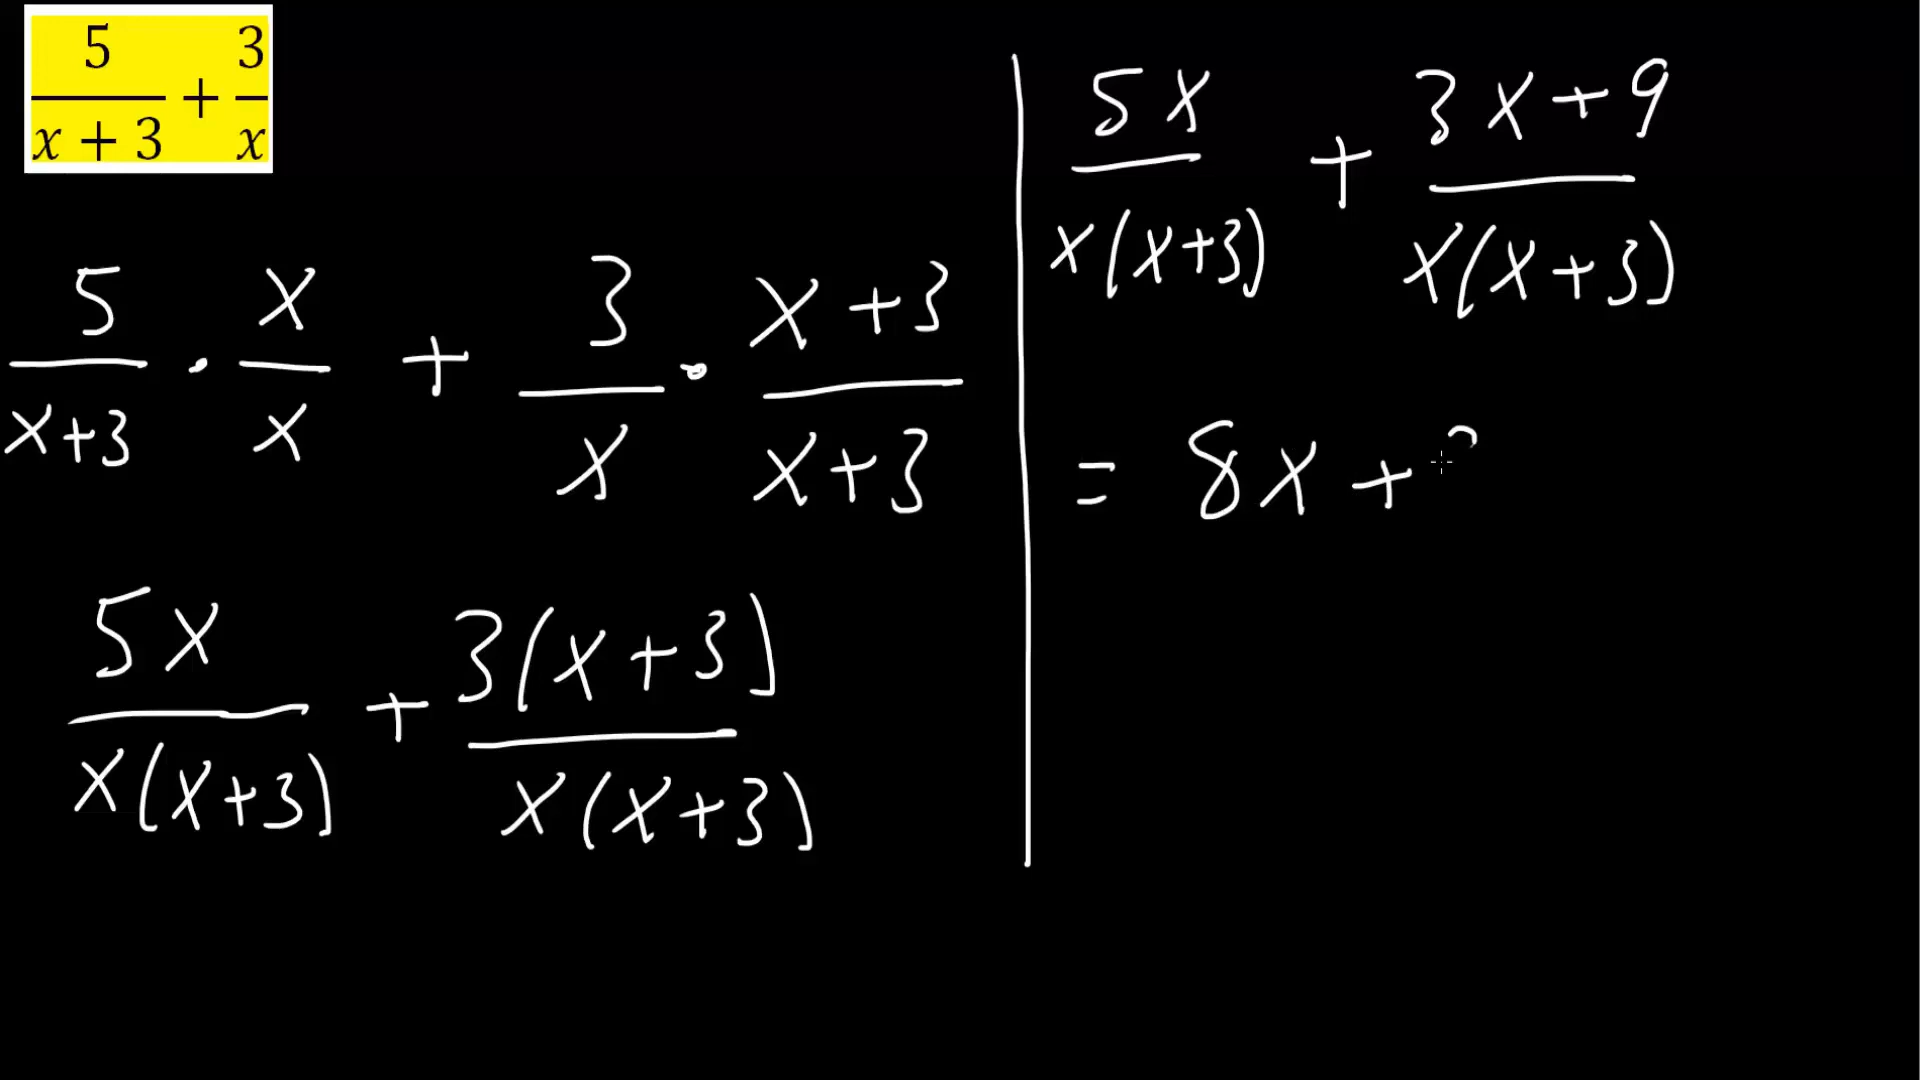 5/(x + 3) + 3/x
5/(x+3) · x/x + 3/x · (x+3)/(x+3)
5x/(x(x+3)) + 3(x+3)/(x(x+3))
5x/(x(x+3)) + (3x+9)/(x(x+3))
= 8x +